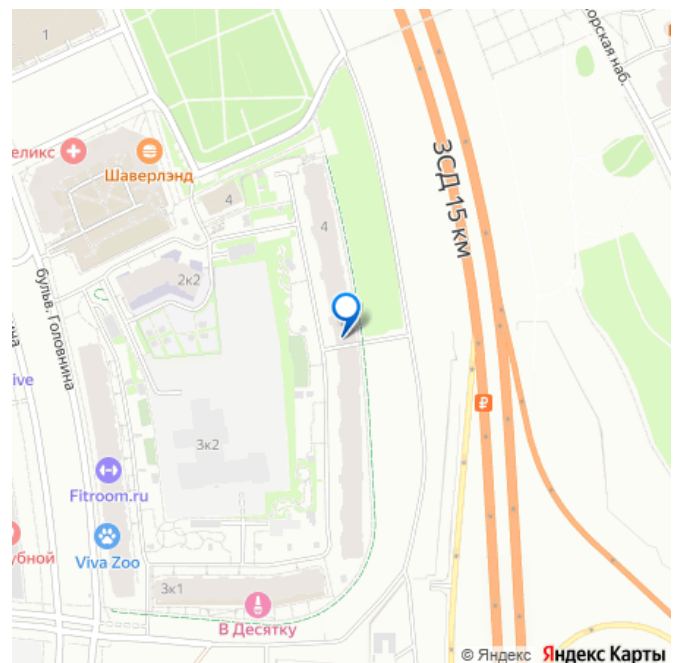 1
орская наб.
еликс
Шаверлэнд
4
4
ЗСД 15 км
2к2
бульв. Головнина
ина
ive
₽
3к2
Fitroom.ru
убной
Viva Zoo
3к1
В Десятку
© Яндекс Яндекс Карты